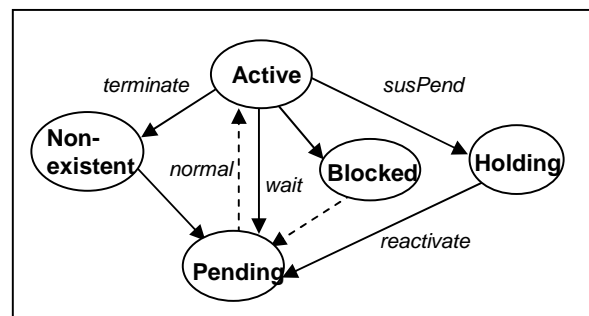 Active
terminate
susPend
Non-
existent
normal
wait
Blocked
Holding
reactivate
Pending